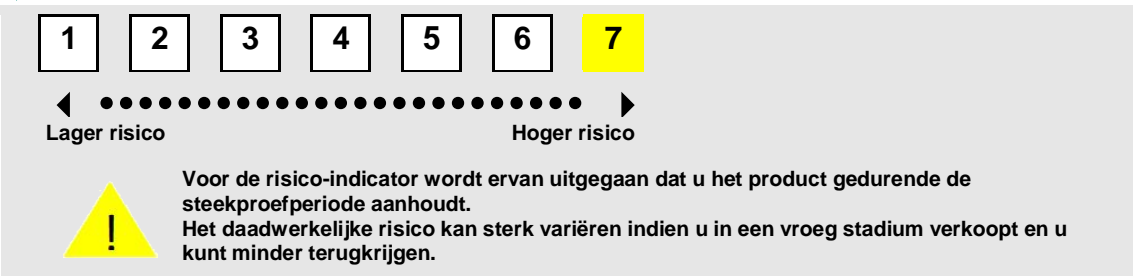 1 2 3 4 5 6 7
Lager risico Hoger risico
Voor de risico-indicator wordt ervan uitgegaan dat u het product gedurende de
steekproefperiode aanhoudt.
Het daadwerkelijke risico kan sterk variëren indien u in een vroeg stadium verkoopt en u
kunt minder terugkrijgen.
!